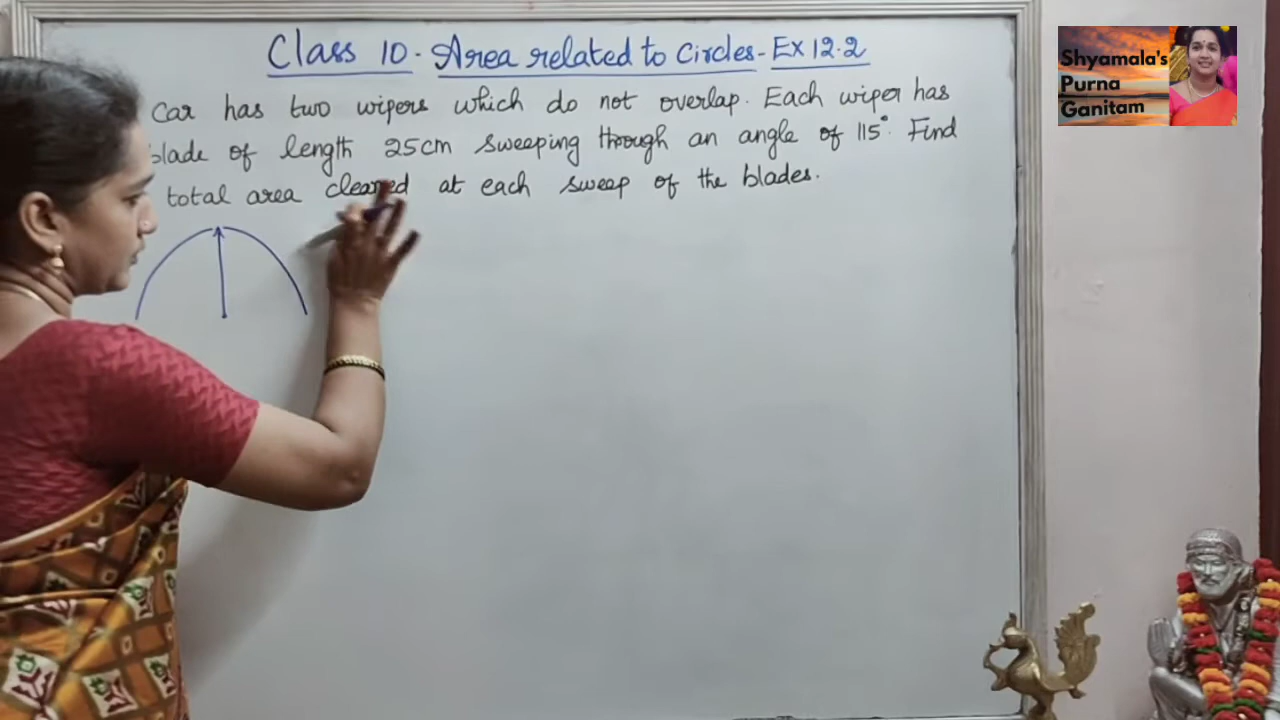 Class 10 - Area related to Circles - EX 12.2
Car has two wipers which do not overlap. Each wiper has
blade of length 25cm sweeping through an angle of 115°. Find
total area cleaned at each sweep of the blades.
Shyamala's
Purna
Ganitam